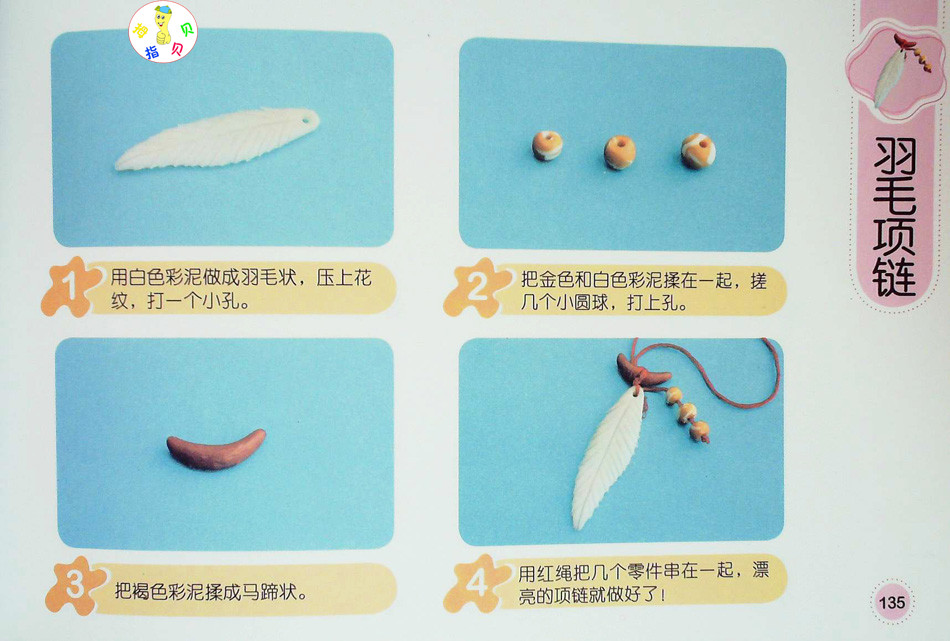 指指贝贝
羽毛项链
1
用白色彩泥做成羽毛状，压上花
纹，打一个小孔。
2
把金色和白色彩泥揉在一起，搓
几个小圆球，打上孔。
3
把褐色彩泥揉成马蹄状。
4
用红绳把几个零件串在一起，漂
亮的项链就做好了！
135